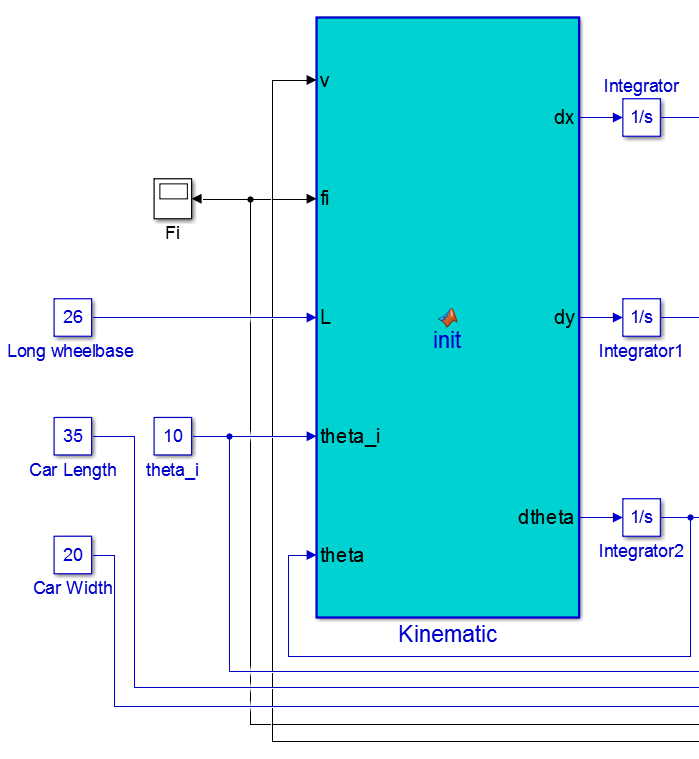 Integrator
v
dx
1/s
fi
Fi
26
L
init
dy
1/s
Long wheelbase
Integrator1
35
10
theta_i
Car Length
theta_i
dtheta
1/s
20
theta
Integrator2
Car Width
Kinematic